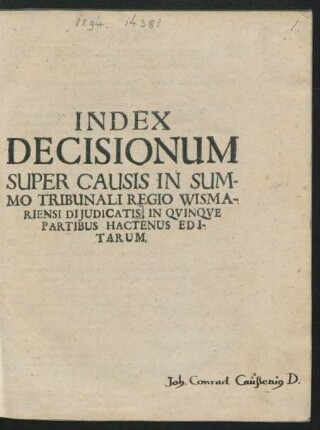 1894. 14381
1.
INDEX
DECISIONUM
SUPER CAUSIS IN SUM-
MO TRIBUNALI REGIO WISMA-
RIENSI DIJUDICATIS, IN QVINQVE
PARTIBUS HACTENUS EDI-
TARUM.
Joh. Conrad D.